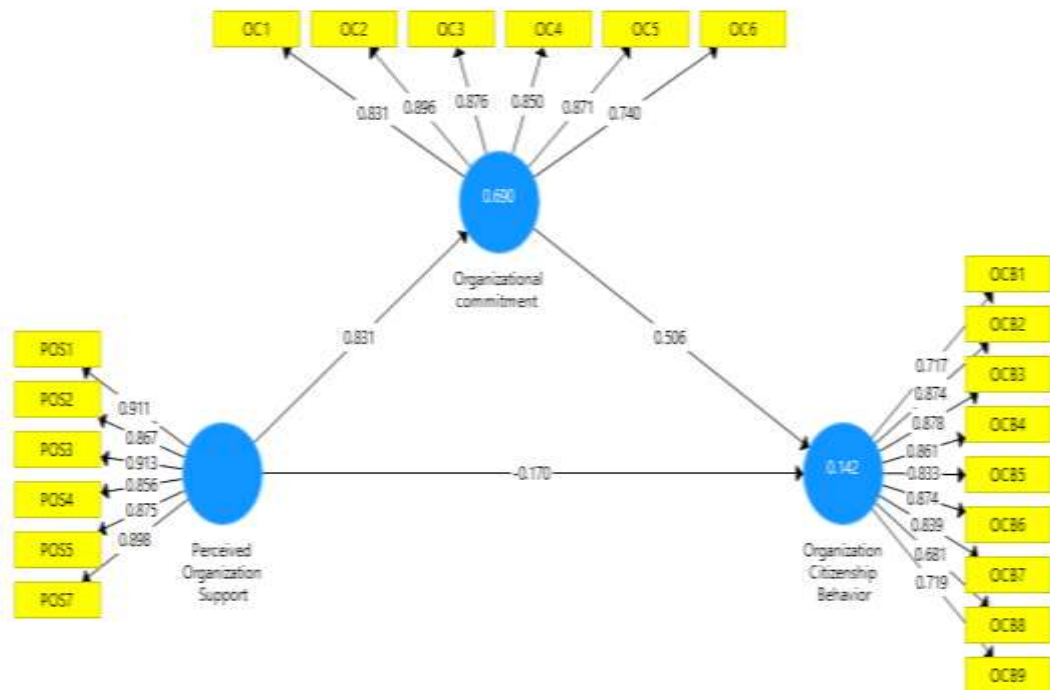 OC1 OC2 OC3 OC4 OC5 OC6
0.831 0.896 0.876 0.850 0.871 0.740
0.690
Organizational
commitment
0.831
0.506
POS1
POS2
POS3
POS4
POS5
POS7
0.911
0.867
0.913
0.856
0.875
0.898
Perceived
Organization
Support
-0.170
0.142
Organization
Citizenship
Behavior
0.717
0.874
0.878
0.861
0.833
0.874
0.839
0.681
0.719
OCB1
OCB2
OCB3
OCB4
OCB5
OCB6
OCB7
OCB8
OCB9